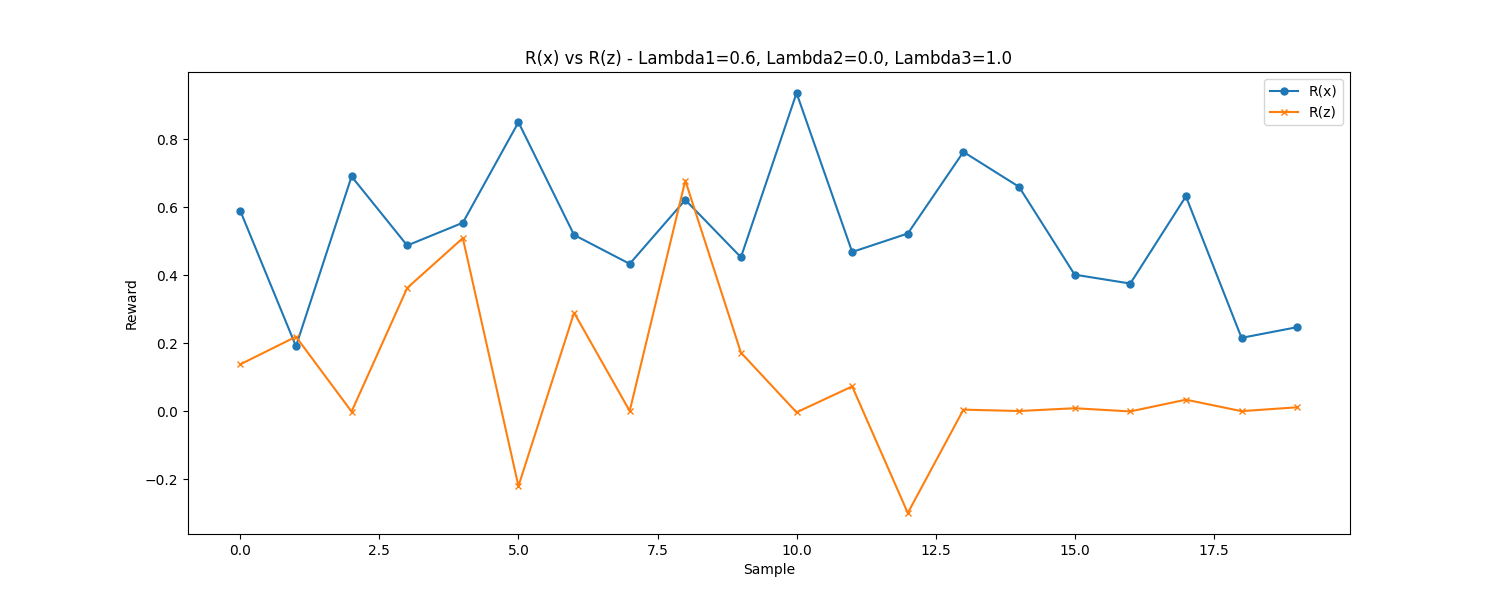 R(x) vs R(z) - Lambda1=0.6, Lambda2=0.0, Lambda3=1.0
R(x)
R(z)
Reward
0.8
0.6
0.4
0.2
0.0
−0.2
0.0 2.5 5.0 7.5 10.0 12.5 15.0 17.5
Sample